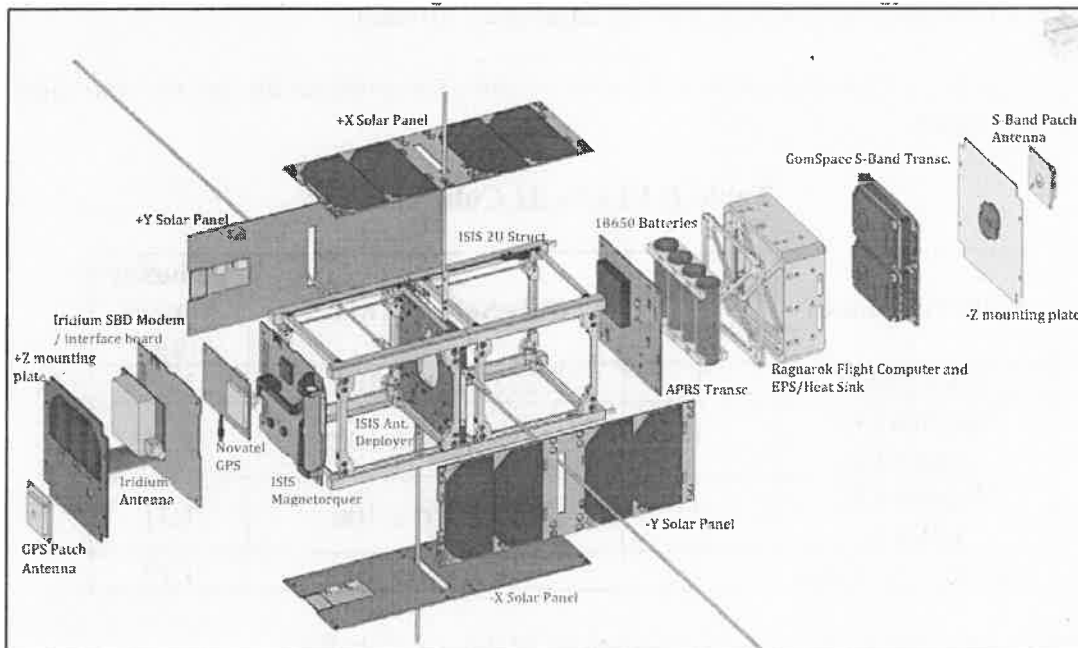 +X Solar Panel
S-Band Patch
Antenna
GomSpace S-Band Transc.
+Y Solar Panel
18650 Batteries
ISIS 2U Struct.
Iridium SBD Modem
/ interface board
+Z mounting
plate
-Z mounting plate
Ragnarok Flight Computer and
EPS/Heat Sink
APRS Transc.
ISIS Ant.
Deployer
Novatel
GPS
Iridium
Antenna
ISIS
Magnetorquer
-Y Solar Panel
GPS Patch
Antenna
-X Solar Panel